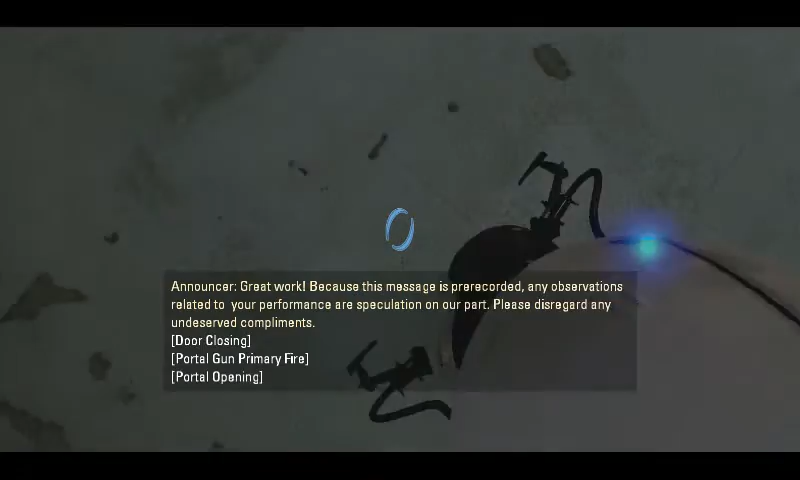 Announcer: Great work! Because this message is prerecorded, any observations
related to  your performance are speculation on our part. Please disregard any
undeserved compliments.
[Door Closing]
[Portal Gun Primary Fire]
[Portal Opening]